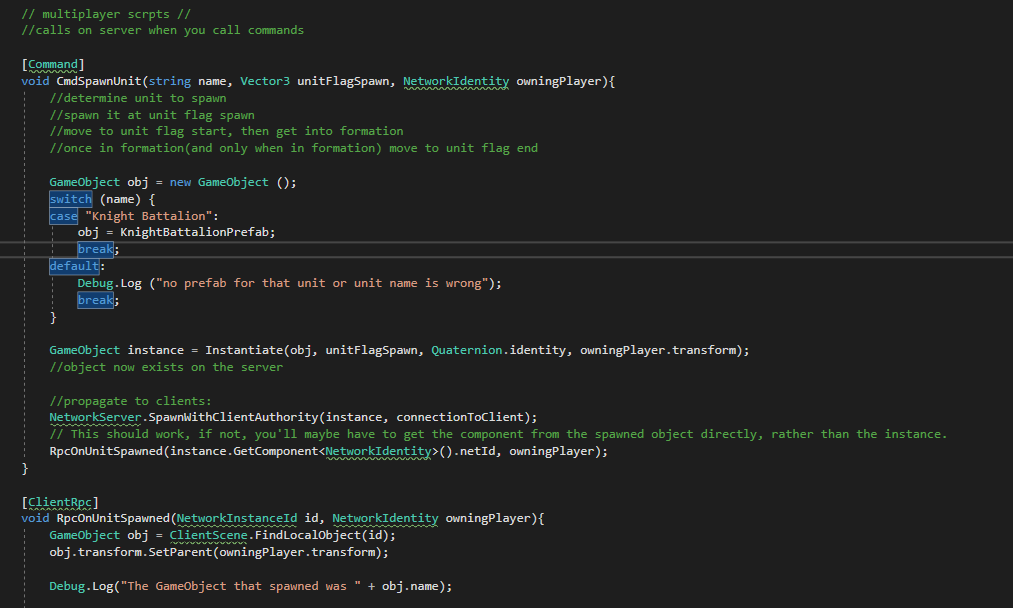 // multiplayer scrpts //
//calls on server when you call commands
[Command]
void CmdSpawnUnit(string name, Vector3 unitFlagSpawn, NetworkIdentity owningPlayer){
//determine unit to spawn
//spawn it at unit flag spawn
//move to unit flag start, then get into formation
//once in formation(and only when in formation) move to unit flag end
GameObject obj = new GameObject ();
switch (name) {
case "Knight Battalion":
obj = KnightBattalionPrefab;
break;
default:
Debug.Log ("no prefab for that unit or unit name is wrong");
break;
}
GameObject instance = Instantiate(obj, unitFlagSpawn, Quaternion.identity, owningPlayer.transform);
//object now exists on the server
//propagate to clients:
NetworkServer.SpawnWithClientAuthority(instance, connectionToClient);
// This should work, if not, you'll maybe have to get the component from the spawned object directly, rather than the instance.
RpcOnUnitSpawned(instance.GetComponent<NetworkIdentity>().netId, owningPlayer);
}
[ClientRpc]
void RpcOnUnitSpawned(NetworkInstanceId id, NetworkIdentity owningPlayer){
GameObject obj = ClientScene.FindLocalObject(id);
obj.transform.SetParent(owningPlayer.transform);
Debug.Log("The GameObject that spawned was " + obj.name);